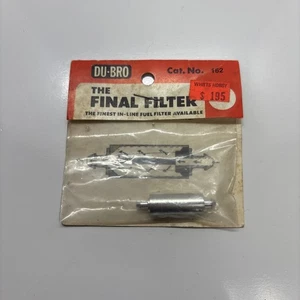 DU-BRO
Cat. No. 162
THE
FINAL FILTER
THE FINEST IN-LINE FUEL FILTER AVAILABLE
$ 1.95